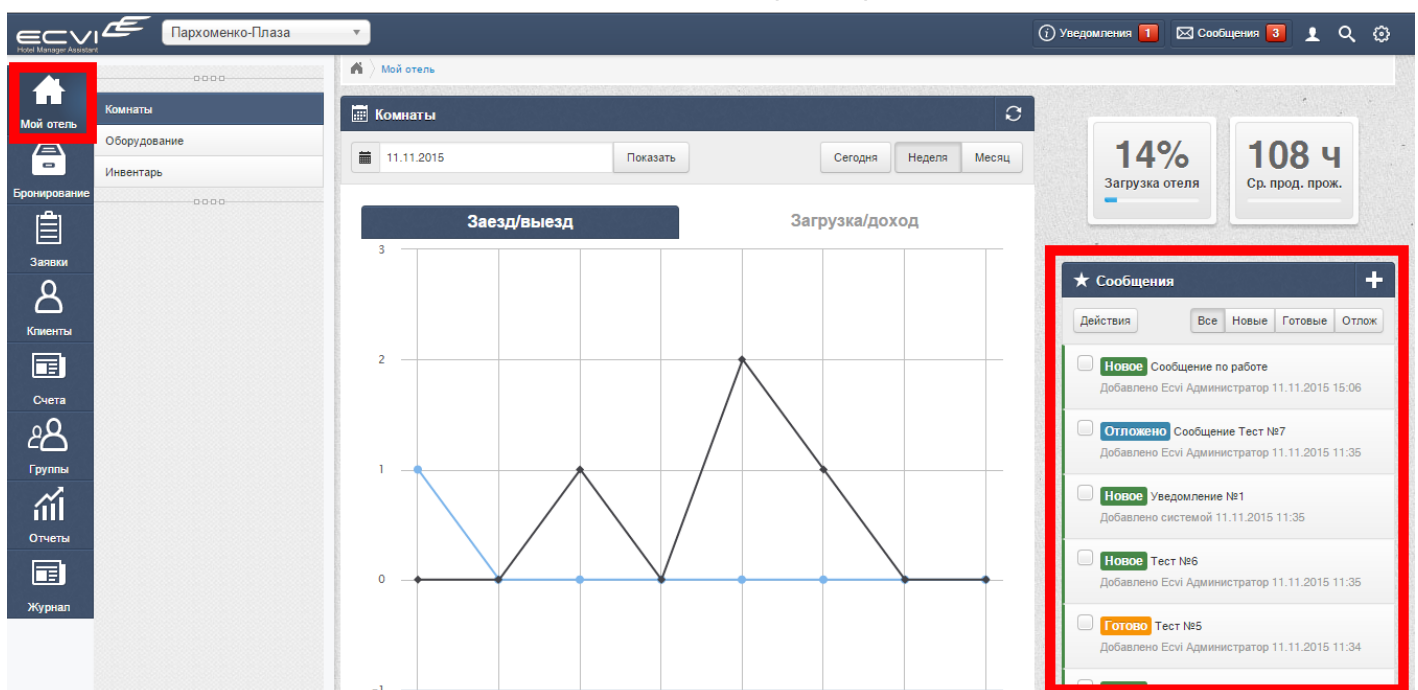 ECVI
Hotel Manager Assistant
Пархоменко-Плаза
Уведомления 1
Сообщения 3
Мой отель
Бронирование
Заявки
Клиенты
Счета
Группы
Отчеты
Журнал
Комнаты
Оборудование
Инвентарь
Мой отель
Комнаты
11.11.2015
Показать
Сегодня Неделя Месяц
Заезд/выезд
Загрузка/доход
3
2
1
0
-1
14%
Загрузка отеля
108 ч
Ср. прод. прож.
Сообщения
Действия
Все Новые Готовые Отлож
Новое Сообщение по работе
Добавлено Ecvi Администратор 11.11.2015 15:06
Отложено Сообщение Тест №7
Добавлено Ecvi Администратор 11.11.2015 11:35
Новое Уведомление №1
Добавлено системой 11.11.2015 11:35
Новое Тест №6
Добавлено Ecvi Администратор 11.11.2015 11:35
Готово Тест №5
Добавлено Ecvi Администратор 11.11.2015 11:34